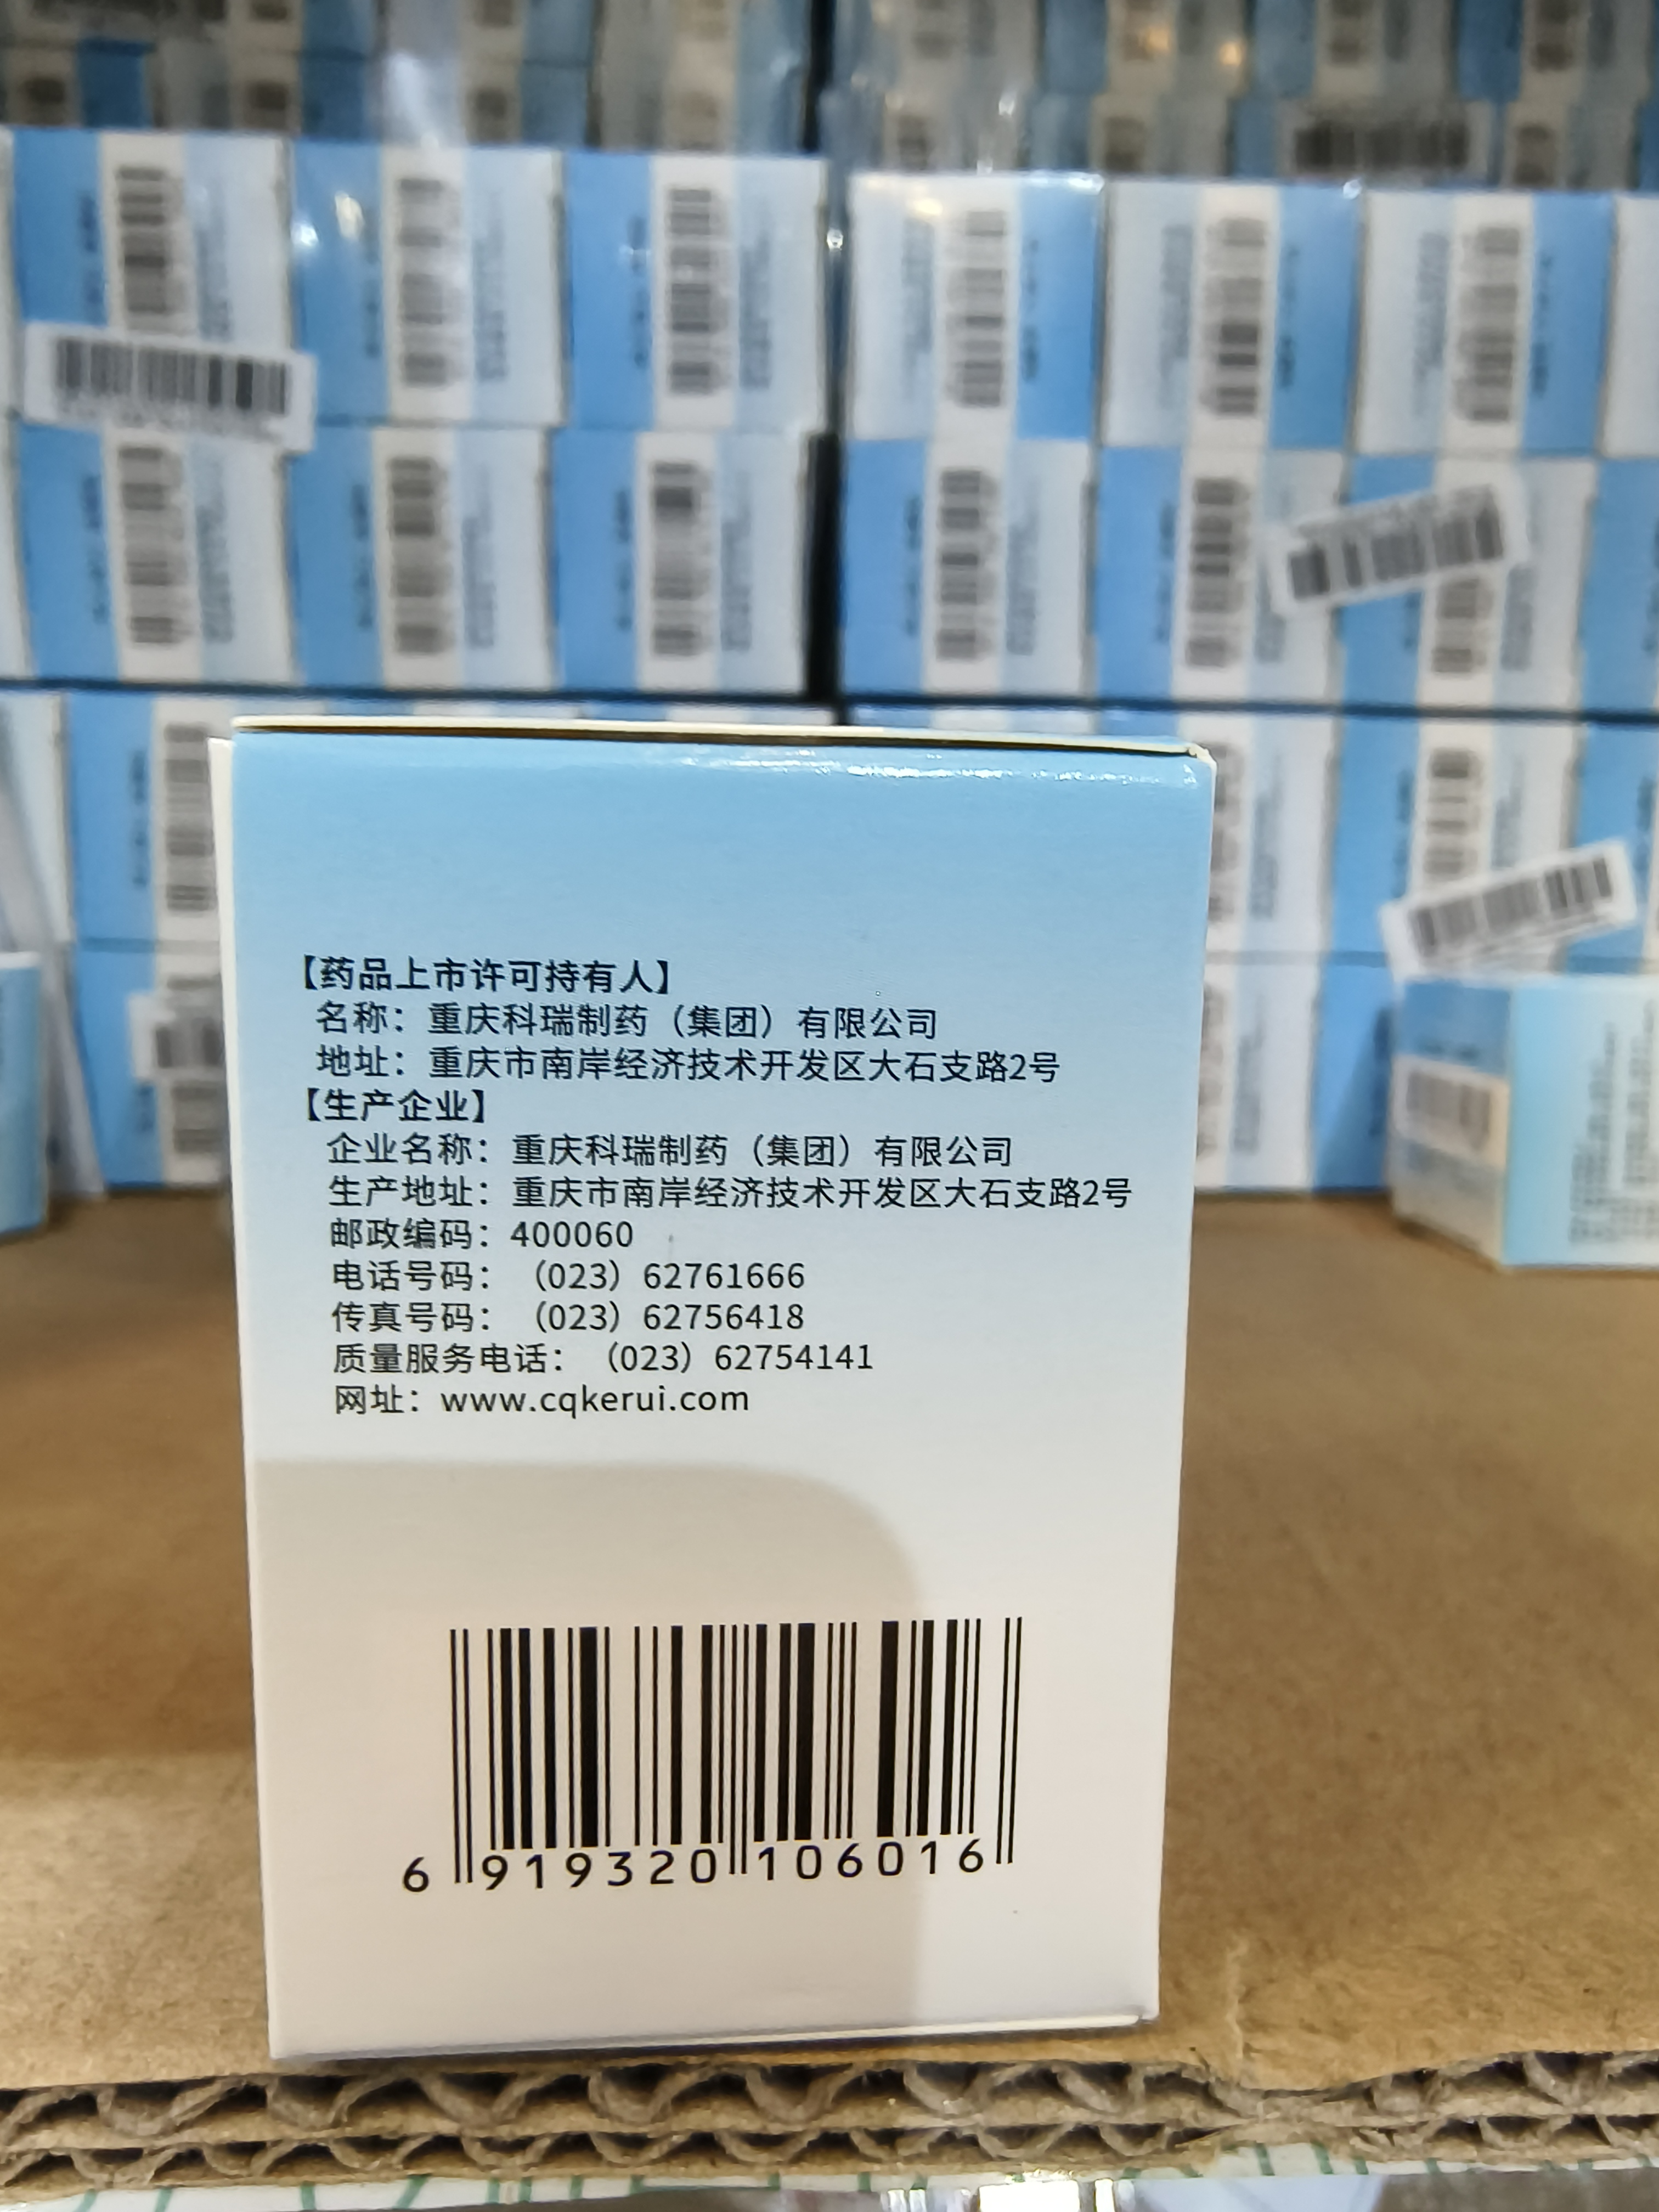 【药品上市许可持有人】
名称：重庆科瑞制药（集团）有限公司
地址：重庆市南岸经济技术开发区大石支路2号
【生产企业】
企业名称：重庆科瑞制药（集团）有限公司
生产地址：重庆市南岸经济技术开发区大石支路2号
邮政编码：400060
电话号码：（023）62761666
传真号码：（023）62756418
质量服务电话：（023）62754141
网址：www.cqkerui.com
6 919320 106016